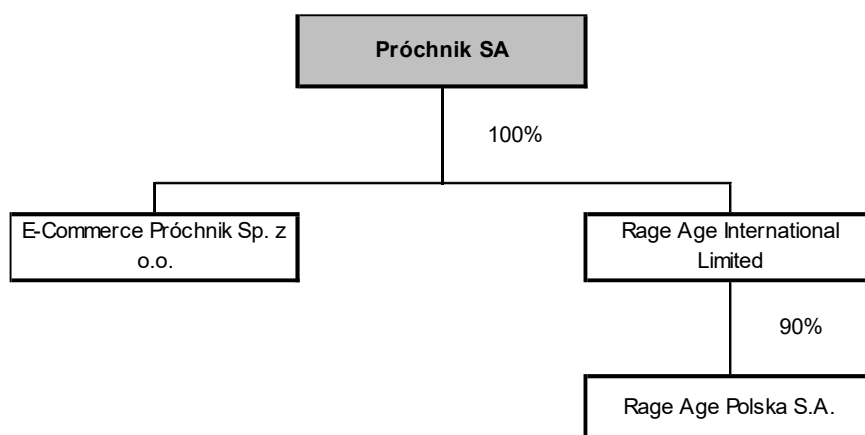 Próchnik SA
100%
E-Commerce Próchnik Sp. z
o.o.
Rage Age International
Limited
90%
Rage Age Polska S.A.